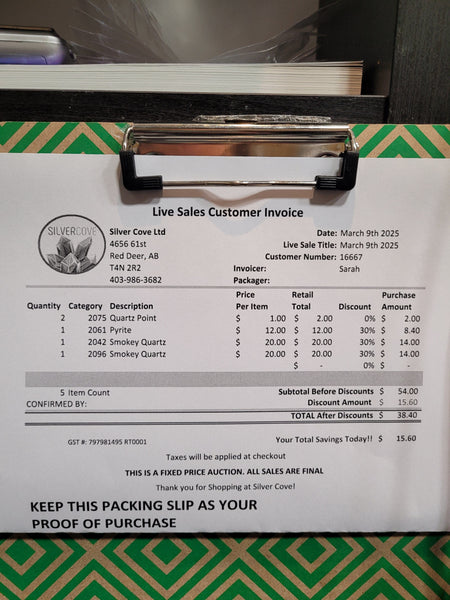 Live Sales Customer Invoice
SILVERCOVE
Silver Cove Ltd
4656 61st
Red Deer, AB
T4N 2R2
403-986-3682
Date: March 9th 2025
Live Sale Title: March 9th 2025
Customer Number: 16667
Invoicer: Sarah
Packager:
Quantity Category Description Price Per Item Retail Total Discount Purchase Amount
2 2075 Quartz Point $ 1.00 $ 2.00 0% $ 2.00
1 2061 Pyrite $ 12.00 $ 12.00 30% $ 8.40
1 2042 Smokey Quartz $ 20.00 $ 20.00 30% $ 14.00
1 2096 Smokey Quartz $ 20.00 $ 20.00 30% $ 14.00
$ - 0% $ -
5 Item Count Subtotal Before Discounts $ 54.00
CONFIRMED BY: Discount Amount $ 15.60
TOTAL After Discounts $ 38.40
GST #: 797981495 RT0001 Your Total Savings Today!! $ 15.60
Taxes will be applied at checkout
THIS IS A FIXED PRICE AUCTION. ALL SALES ARE FINAL
Thank you for Shopping at Silver Cove!
KEEP THIS PACKING SLIP AS YOUR
PROOF OF PURCHASE